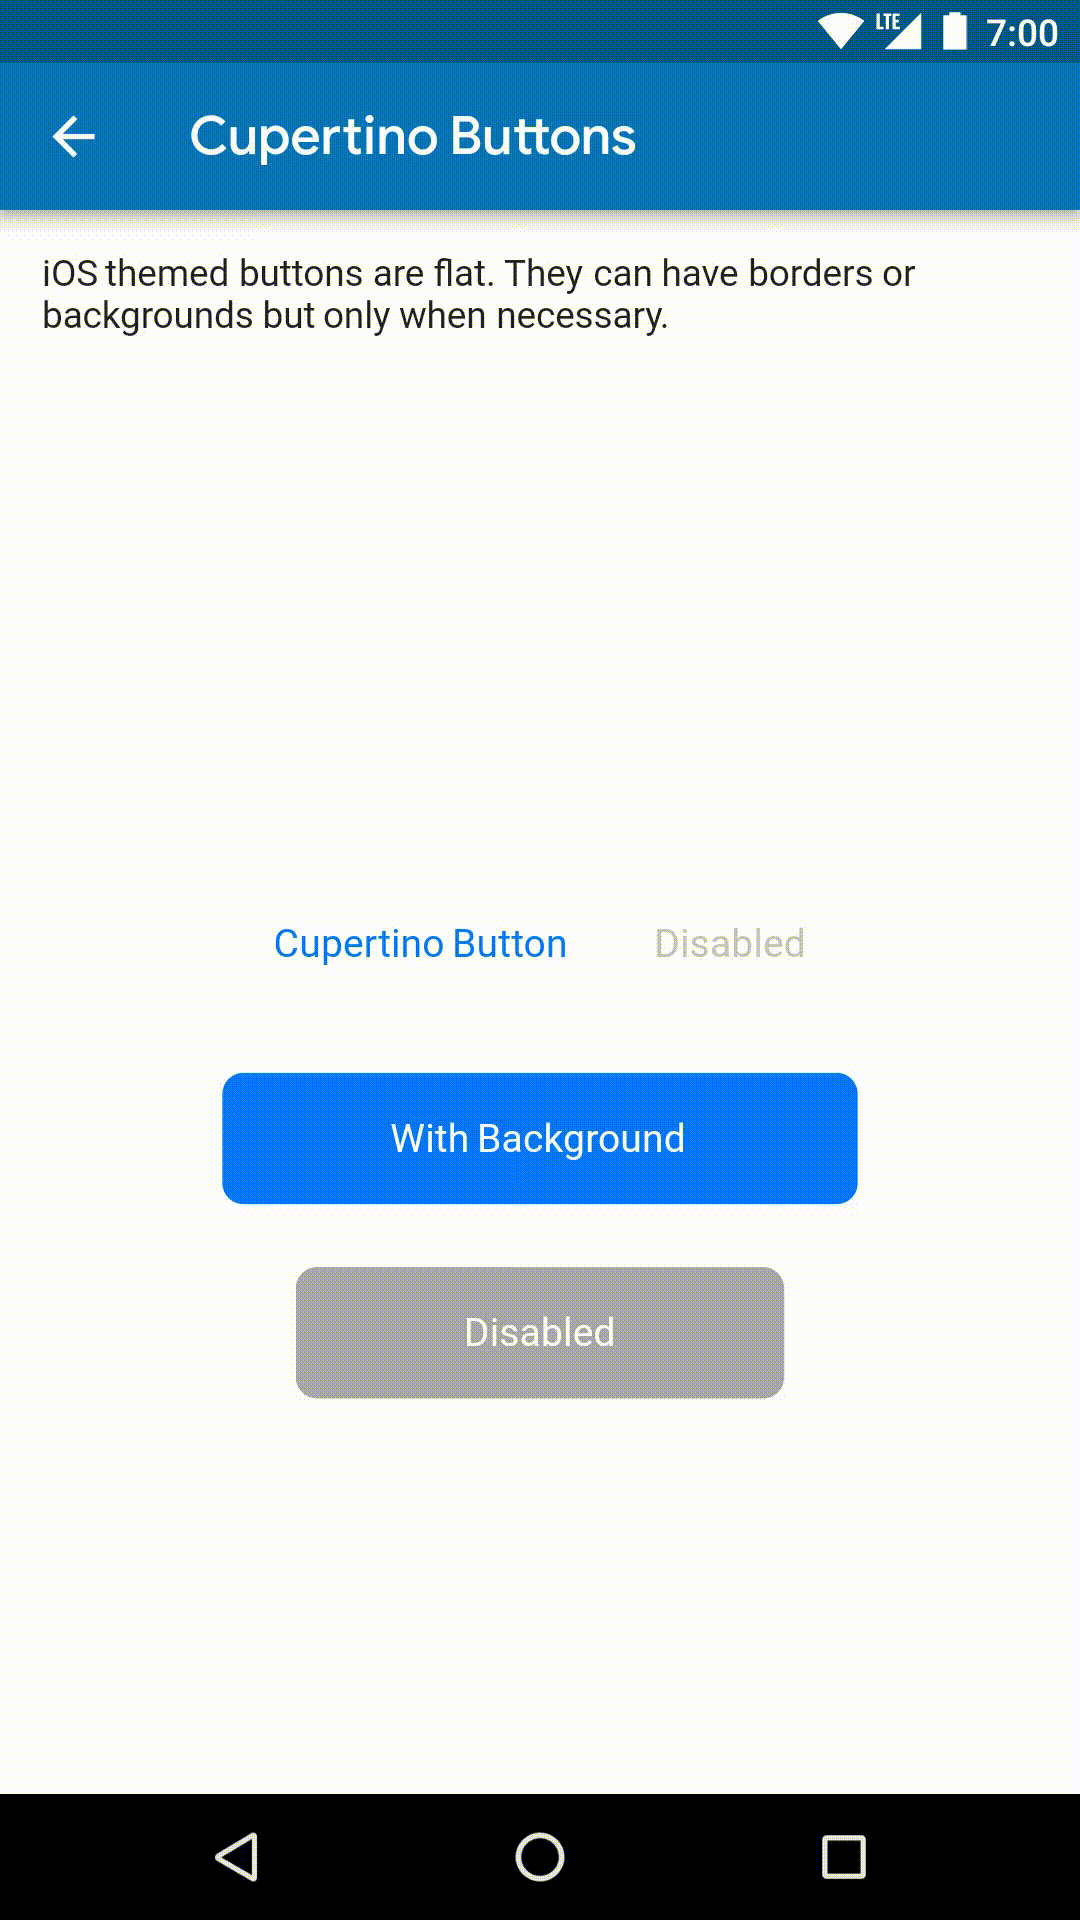 LTE 7:00
Cupertino Buttons
iOS themed buttons are flat. They can have borders or
backgrounds but only when necessary.
Cupertino Button Disabled
With Background
Disabled